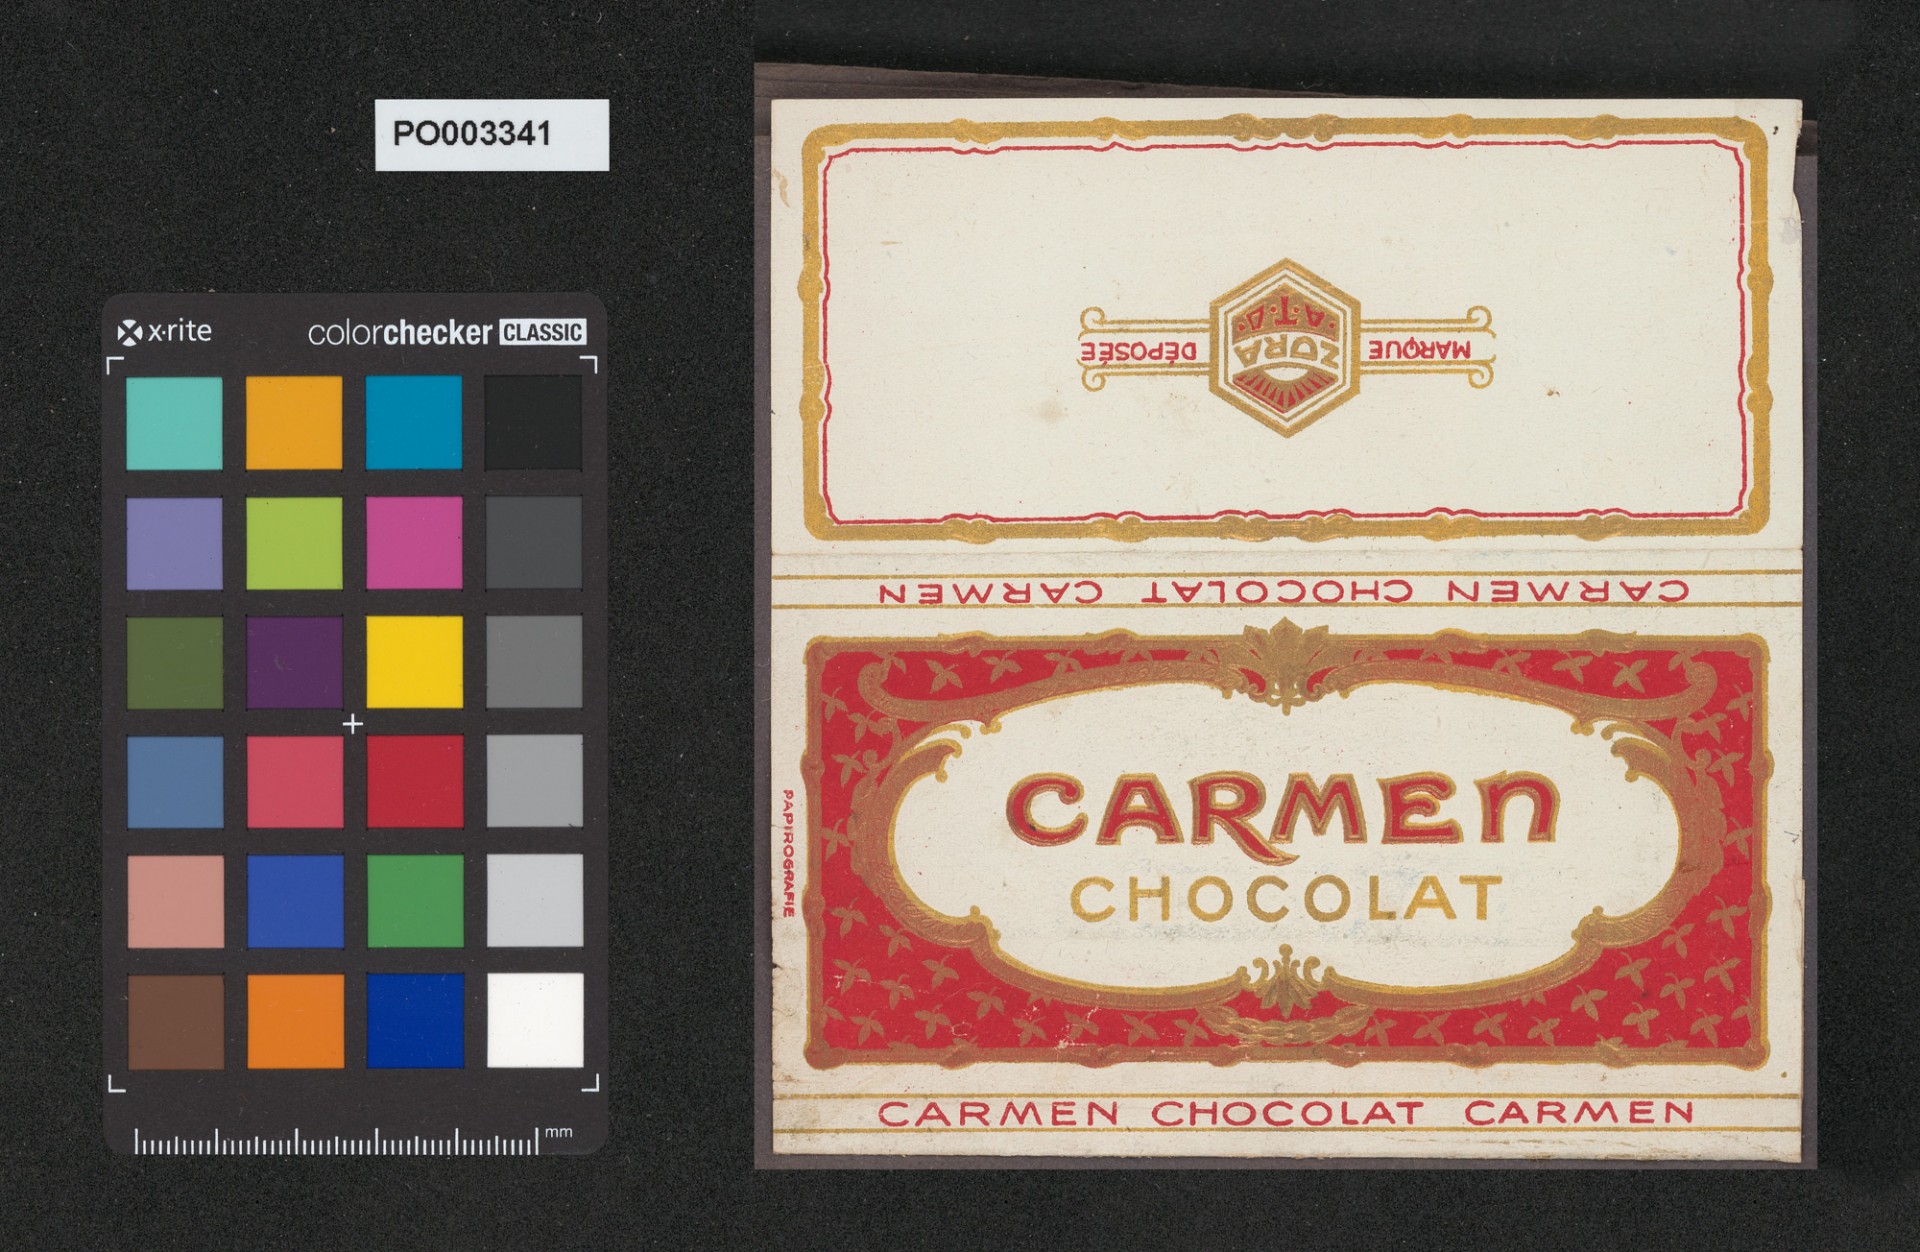 PO003341
x·rite
colorchecker CLASSIC
mm
MARQUE DÉPOSÉE
ZORA
CARMEN CHOCOLAT CARMEN
CARMEN
CHOCOLAT
PAPIROGRAFIE
CARMEN CHOCOLAT CARMEN